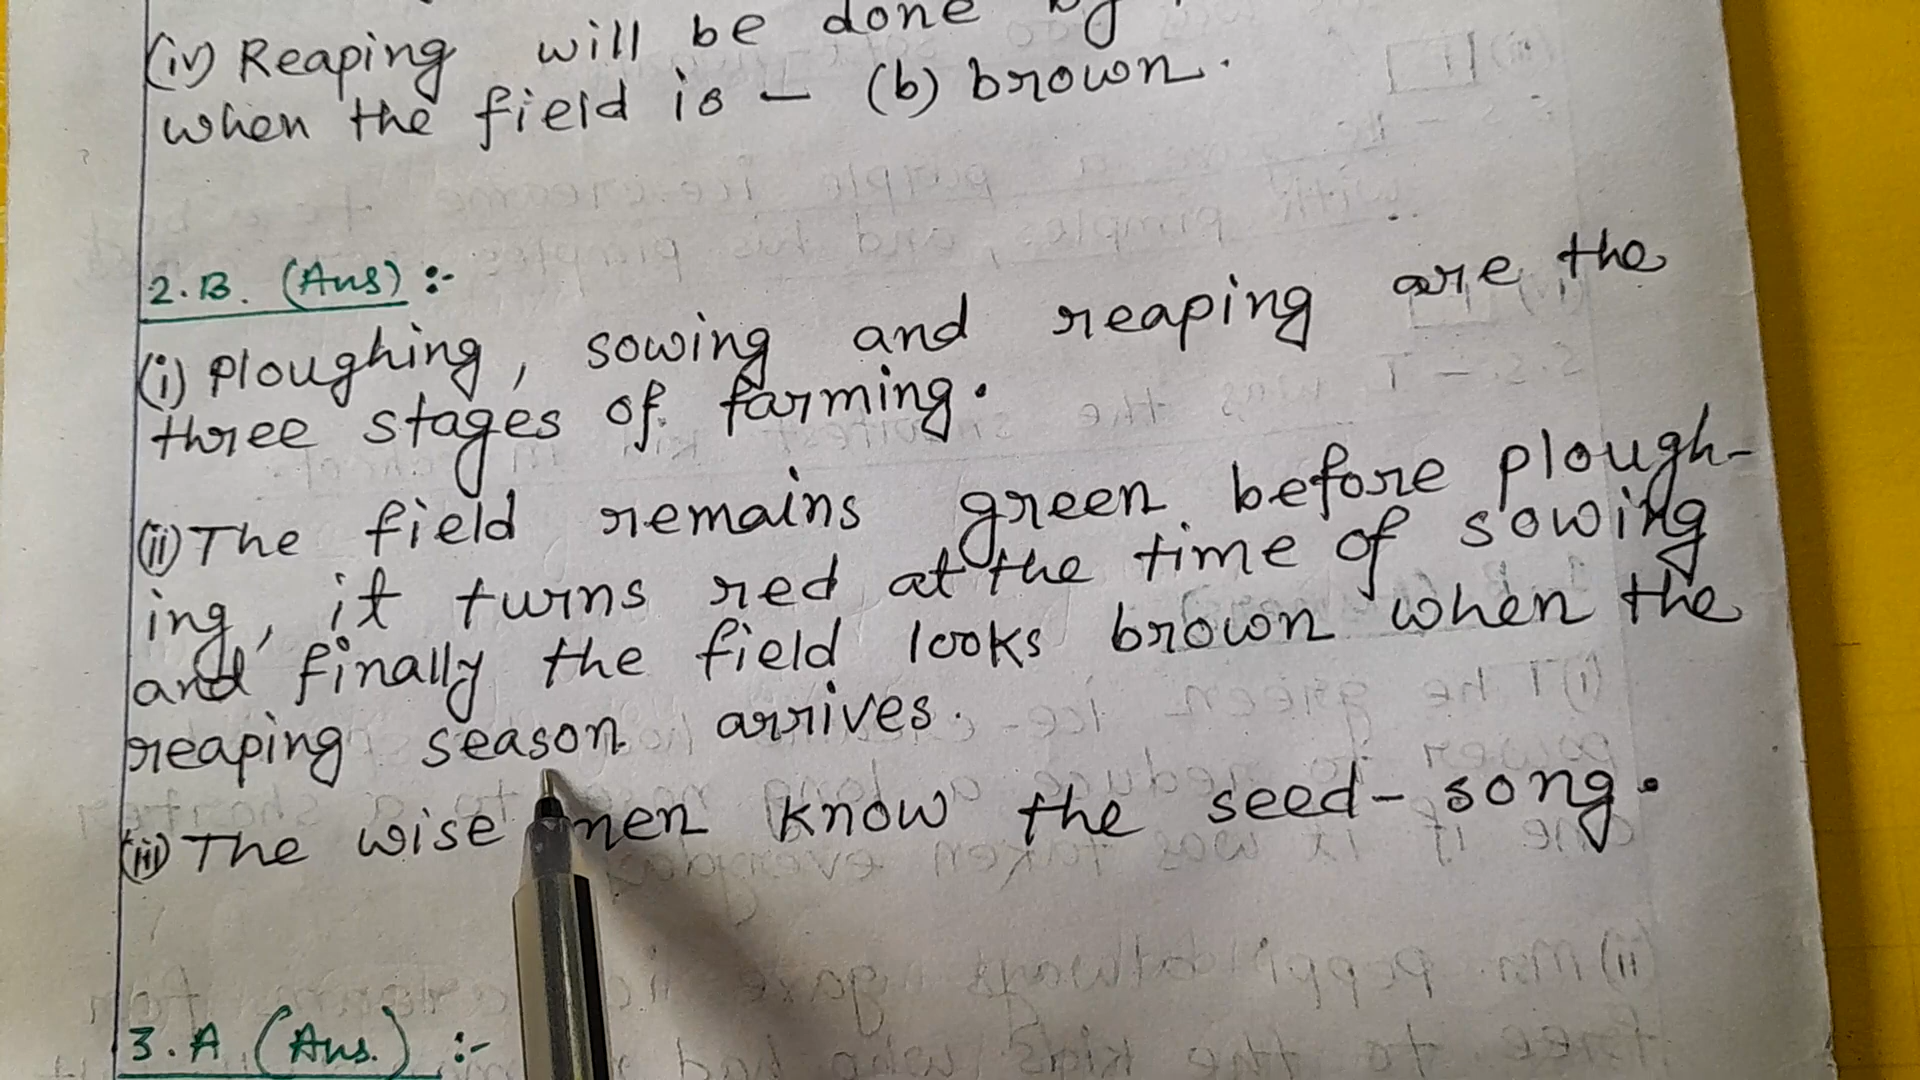 (iv) Reaping will be done by
when the field is - (b) brown.
2.B. (Ans) :-
(i) Ploughing, sowing and reaping are the
three stages of farming.
(ii) The field remains green before plough-
ing, it turns red at the time of sowing
and finally the field looks brown when the
reaping season arrives.
(iii) The wise men know the seed-song.
3.A (Ans.) :-